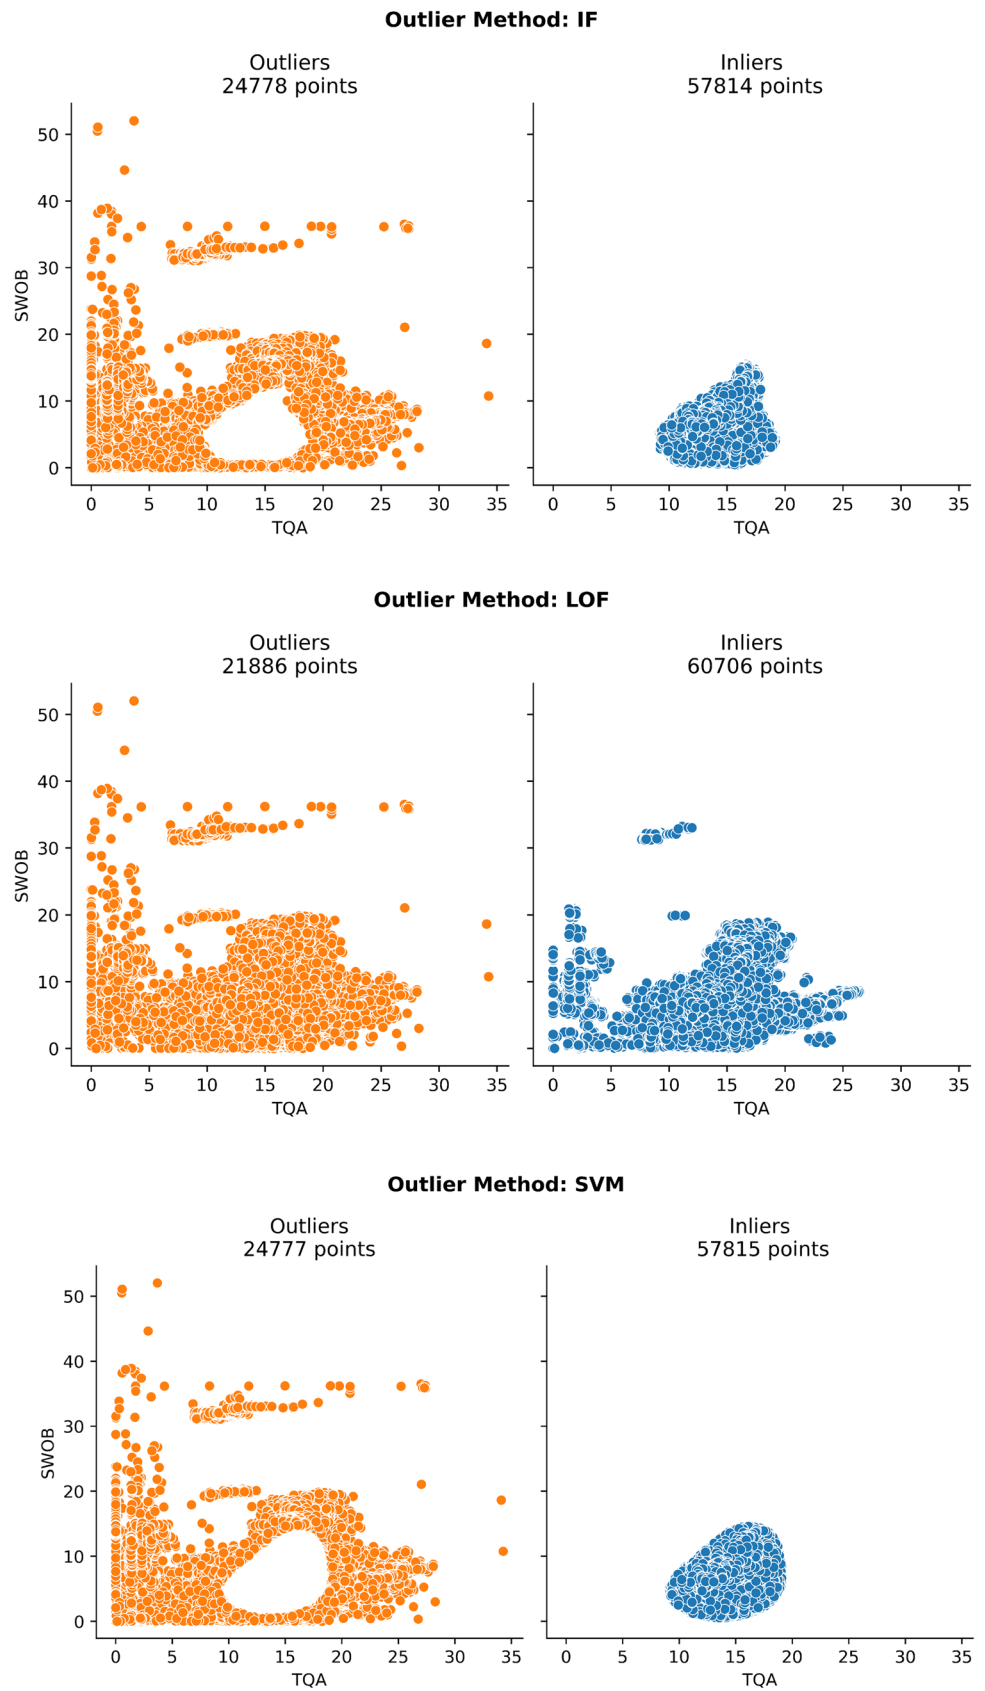 Outlier Method: IF
Outliers
24778 points
Inliers
57814 points
50
40
30
20
10
0
SWOB
0 5 10 15 20 25 30 35
TQA
0 5 10 15 20 25 30 35
TQA
Outlier Method: LOF
Outliers
21886 points
Inliers
60706 points
50
40
30
20
10
0
SWOB
0 5 10 15 20 25 30 35
TQA
0 5 10 15 20 25 30 35
TQA
Outlier Method: SVM
Outliers
24777 points
Inliers
57815 points
50
40
30
20
10
0
SWOB
0 5 10 15 20 25 30 35
TQA
0 5 10 15 20 25 30 35
TQA